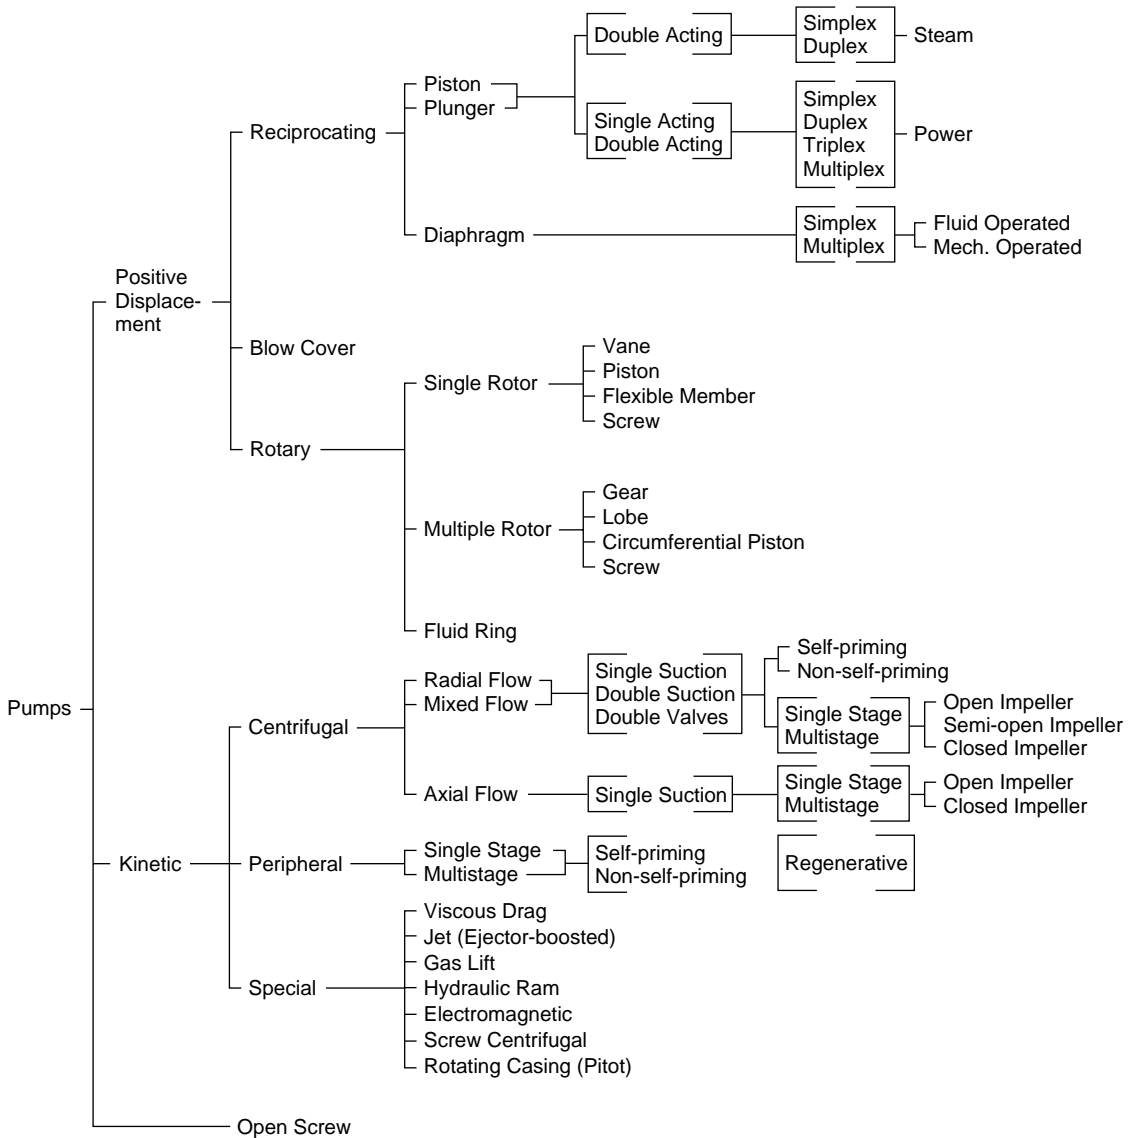 Pumps
Positive
Displace-
ment
Reciprocating
Piston
Plunger
Double Acting
Simplex
Duplex
Steam
Single Acting
Double Acting
Simplex
Duplex
Triplex
Multiplex
Power
Diaphragm
Simplex
Multiplex
Fluid Operated
Mech. Operated
Blow Cover
Rotary
Single Rotor
Vane
Piston
Flexible Member
Screw
Multiple Rotor
Gear
Lobe
Circumferential Piston
Screw
Fluid Ring
Kinetic
Centrifugal
Radial Flow
Mixed Flow
Single Suction
Double Suction
Double Valves
Self-priming
Non-self-priming
Single Stage
Multistage
Open Impeller
Semi-open Impeller
Closed Impeller
Axial Flow
Single Suction
Single Stage
Multistage
Open Impeller
Closed Impeller
Peripheral
Single Stage
Multistage
Self-priming
Non-self-priming
Regenerative
Special
Viscous Drag
Jet (Ejector-boosted)
Gas Lift
Hydraulic Ram
Electromagnetic
Screw Centrifugal
Rotating Casing (Pitot)
Open Screw